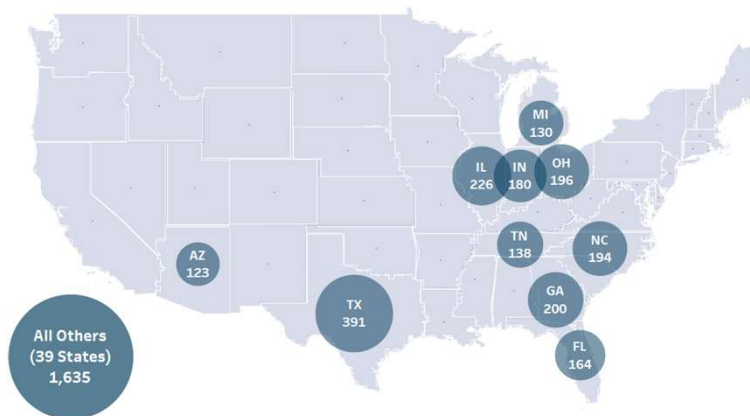 MI
130
IL
226
IN
180
OH
196
TN
138
NC
194
AZ
123
TX
391
GA
200
FL
164
All Others
(39 States)
1,635